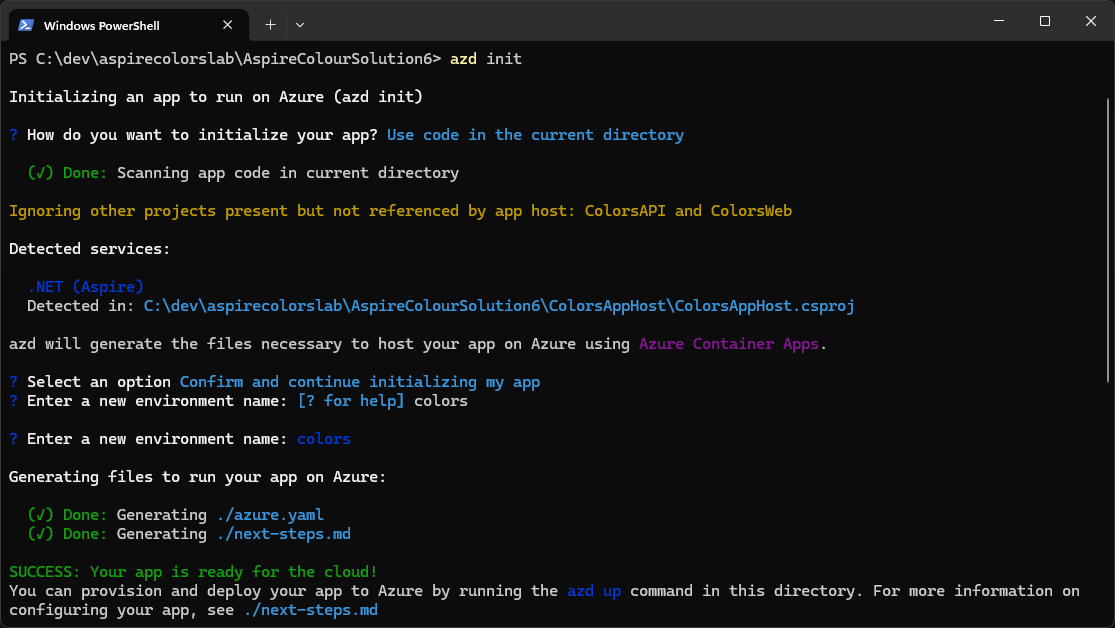 Windows PowerShell
PS C:\dev\aspirecolorslab\AspireColourSolution6> azd init
Initializing an app to run on Azure (azd init)
? How do you want to initialize your app? Use code in the current directory
(✓) Done: Scanning app code in current directory
Ignoring other projects present but not referenced by app host: ColorsAPI and ColorsWeb
Detected services:
.NET (Aspire)
Detected in: C:\dev\aspirecolorslab\AspireColourSolution6\ColorsAppHost\ColorsAppHost.csproj
azd will generate the files necessary to host your app on Azure using Azure Container Apps.
? Select an option Confirm and continue initializing my app
? Enter a new environment name: [? for help] colors
? Enter a new environment name: colors
Generating files to run your app on Azure:
(✓) Done: Generating ./azure.yaml
(✓) Done: Generating ./next-steps.md
SUCCESS: Your app is ready for the cloud!
You can provision and deploy your app to Azure by running the azd up command in this directory. For more information on
configuring your app, see ./next-steps.md